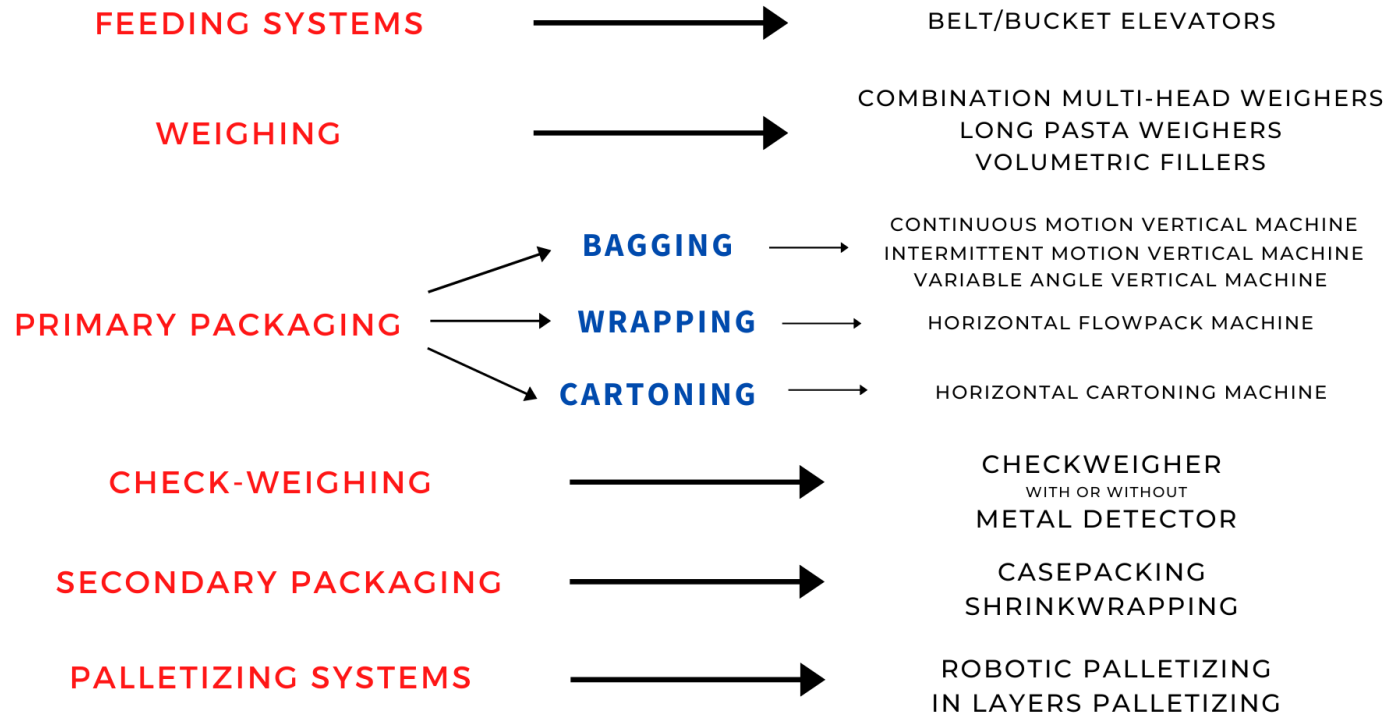 FEEDING SYSTEMS
BELT/BUCKET ELEVATORS
WEIGHING
COMBINATION MULTI-HEAD WEIGHERS
LONG PASTA WEIGHERS
VOLUMETRIC FILLERS
PRIMARY PACKAGING
BAGGING
CONTINUOUS MOTION VERTICAL MACHINE
INTERMITTENT MOTION VERTICAL MACHINE
VARIABLE ANGLE VERTICAL MACHINE
WRAPPING
HORIZONTAL FLOWPACK MACHINE
CARTONING
HORIZONTAL CARTONING MACHINE
CHECK-WEIGHING
CHECKWEIGHER
WITH OR WITHOUT
METAL DETECTOR
SECONDARY PACKAGING
CASEPACKING
SHRINKWRAPPING
PALLETIZING SYSTEMS
ROBOTIC PALLETIZING
IN LAYERS PALLETIZING